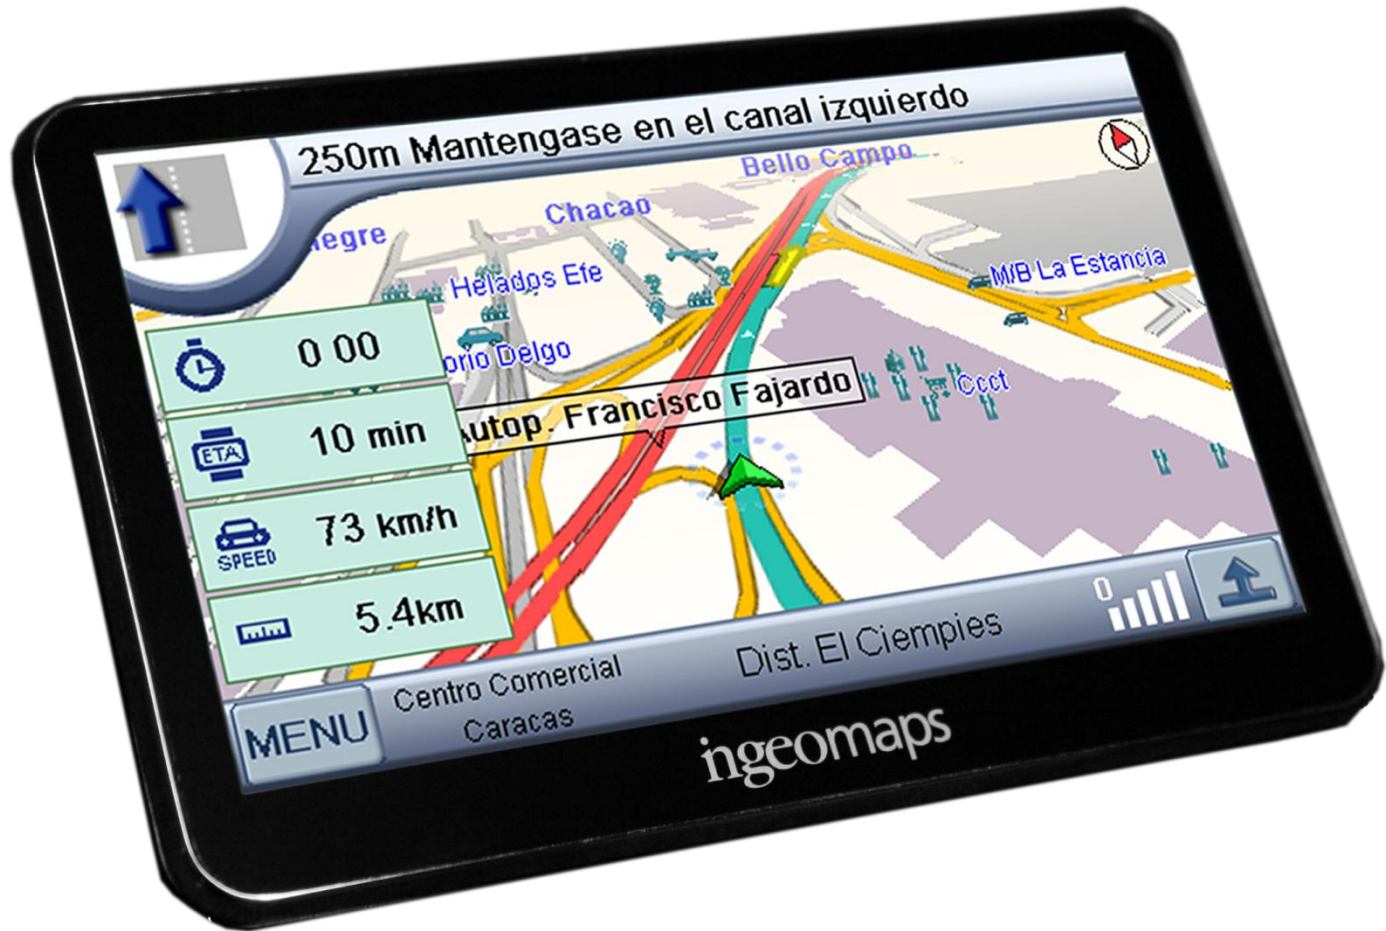 250m Mantengase en el canal izquierdo
Bello Campo
Chacao
legre
Helados Efe
M/B La Estancia
orio Delgo
Ccct
Autop. Francisco Fajardo
0 00
ETA 10 min
SPEED 73 km/h
5.4km
0
MENU
Centro Comercial
Caracas
Dist. El Ciempies
ingeomaps